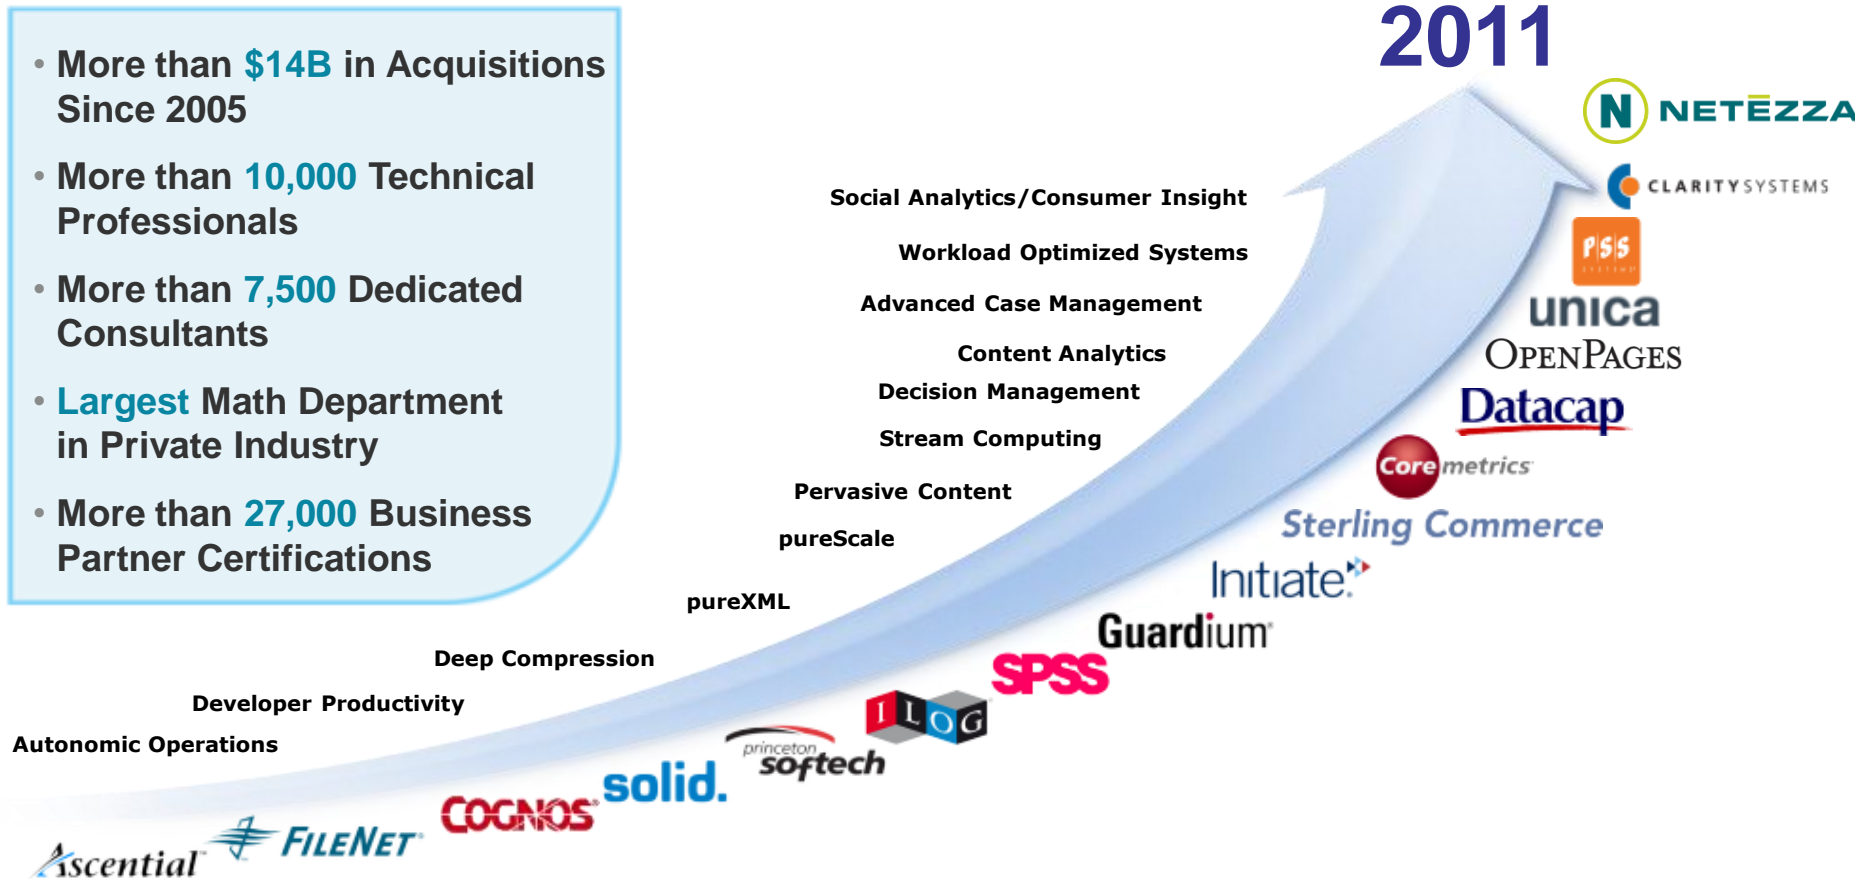 • More than $14B in Acquisitions
Since 2005
• More than 10,000 Technical
Professionals
• More than 7,500 Dedicated
Consultants
• Largest Math Department
in Private Industry
• More than 27,000 Business
Partner Certifications
2011
Social Analytics/Consumer Insight
Workload Optimized Systems
Advanced Case Management
Content Analytics
Decision Management
Stream Computing
Pervasive Content
pureScale
pureXML
Deep Compression
Developer Productivity
Autonomic Operations
N NETĒZZA
CLARITY SYSTEMS
PSS
SYSTEMS
unica
OPENPAGES
Datacap
Coremetrics
Sterling Commerce
Initiate
Guardium
SPSS
ILOG
princeton
softech
solid.
COGNOS
FILENET
Ascential